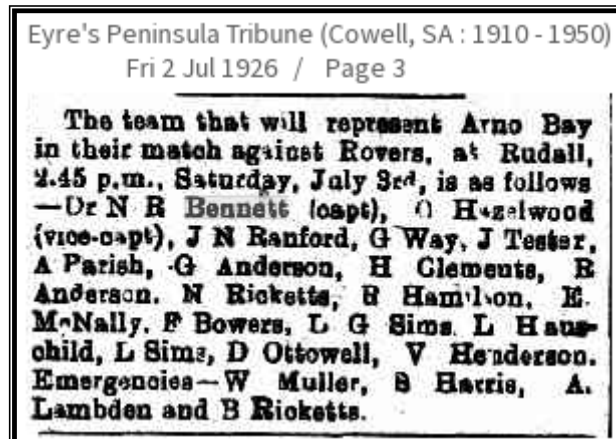 Eyre's Peninsula Tribune (Cowell, SA : 1910 - 1950)
Fri 2 Jul 1926 / Page 3
The team that will represent Arno Bay
in their match against Rovers, at Rudall,
2.45 p.m., Saturday, July 3rd, is as follows
—Dr N R Bennett (capt), O Hazelwood
(vice-capt), J N Ranford, G Way, J Tester,
A Parish, G Anderson, H Clements, R
Anderson, N Ricketts, B Hamilton, E.
McNally, F Bowers, L G Sims, L Haus-
child, L Sims, D Ottowell, V Henderson.
Emergencies—W Muller, B Harris, A.
Lambden and B Ricketts.